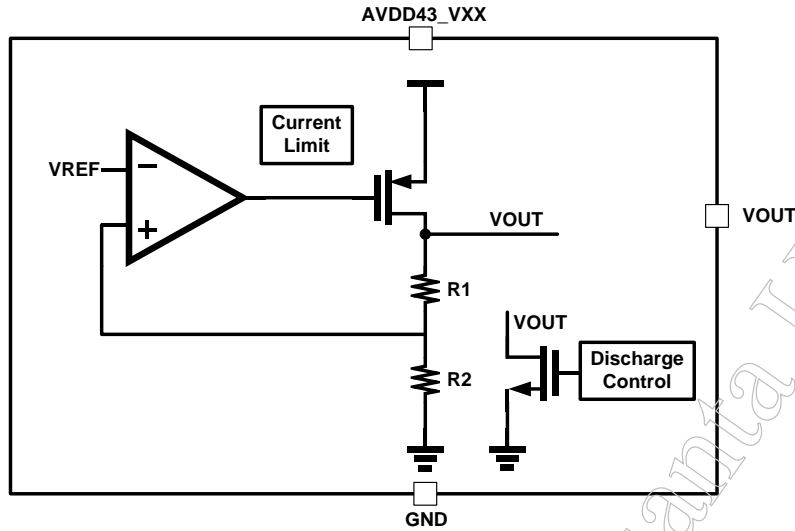 AVDD43_VXX
Current
Limit
VREF
−
+
VOUT
VOUT
R1
VOUT
R2
Discharge
Control
GND